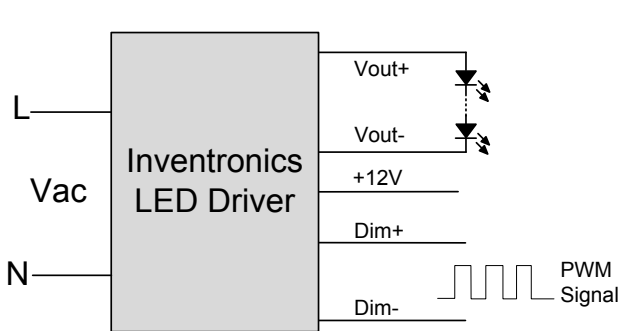 L
Vac
N
Inventronics
LED Driver
Vout+
Vout-
+12V
Dim+
Dim-
PWM
Signal